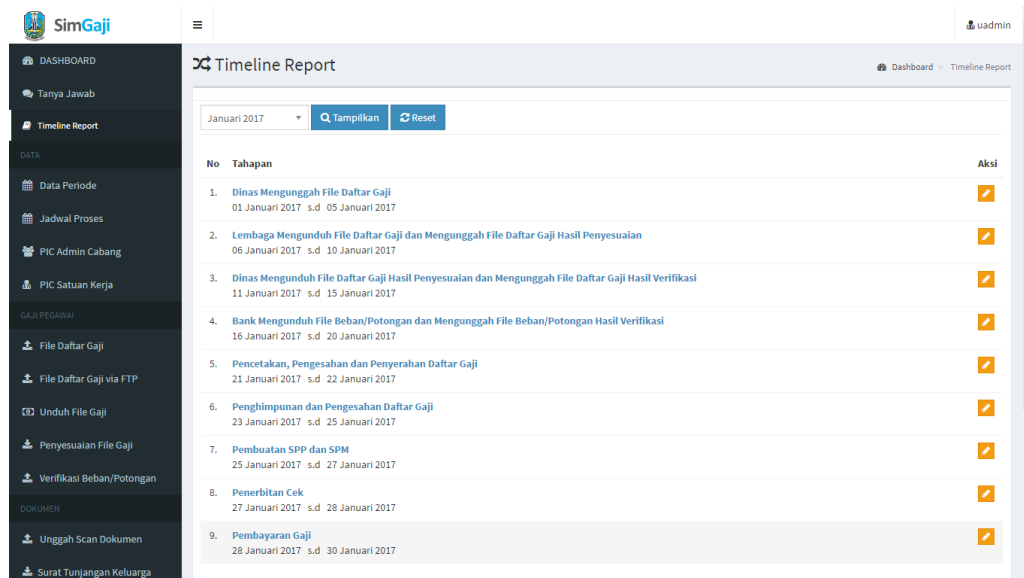 SimGaji
uadmin
DASHBOARD
Tanya Jawab
Timeline Report
DATA
Data Periode
Jadwal Proses
PIC Admin Cabang
PIC Satuan Kerja
GAJI PEGAWAI
File Daftar Gaji
File Daftar Gaji via FTP
Unduh File Gaji
Penyesuaian File Gaji
Verifikasi Beban/Potongan
DOKUMEN
Unggah Scan Dokumen
Surat Tunjangan Keluarga
Timeline Report
Dashboard > Timeline Report
Januari 2017 Tampilkan Reset
No Tahapan Aksi
1. Dinas Mengunggah File Daftar Gaji
01 Januari 2017 s.d 05 Januari 2017
2. Lembaga Mengunduh File Daftar Gaji dan Mengunggah File Daftar Gaji Hasil Penyesuaian
06 Januari 2017 s.d 10 Januari 2017
3. Dinas Mengunduh File Daftar Gaji Hasil Penyesuaian dan Mengunggah File Daftar Gaji Hasil Verifikasi
11 Januari 2017 s.d 15 Januari 2017
4. Bank Mengunduh File Beban/Potongan dan Mengunggah File Beban/Potongan Hasil Verifikasi
16 Januari 2017 s.d 20 Januari 2017
5. Pencetakan, Pengesahan dan Penyerahan Daftar Gaji
21 Januari 2017 s.d 22 Januari 2017
6. Penghimpunan dan Pengesahan Daftar Gaji
23 Januari 2017 s.d 25 Januari 2017
7. Pembuatan SPP dan SPM
25 Januari 2017 s.d 27 Januari 2017
8. Penerbitan Cek
27 Januari 2017 s.d 28 Januari 2017
9. Pembayaran Gaji
28 Januari 2017 s.d 30 Januari 2017